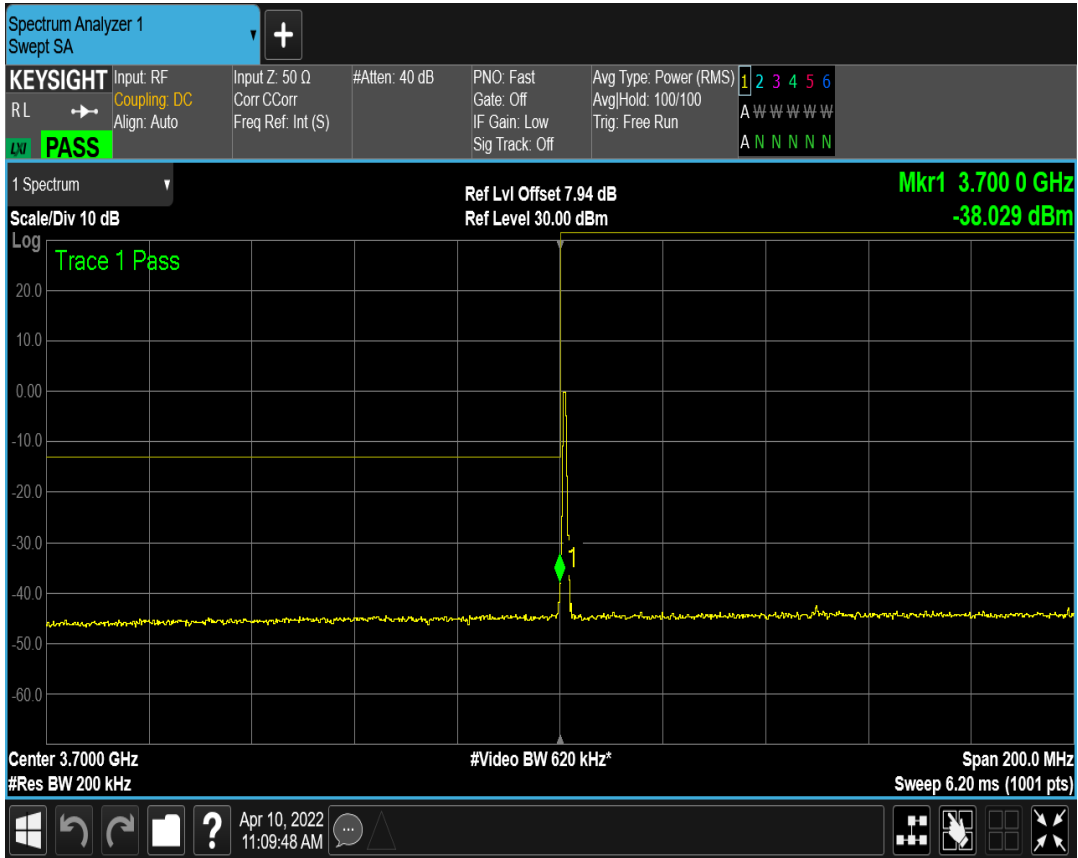 Spectrum Analyzer 1
Swept SA
+
KEYSIGHT
RL
LXI PASS
Input: RF
Coupling: DC
Align: Auto
Input Z: 50 Ω
Corr CCorr
Freq Ref: Int (S)
#Atten: 40 dB
PNO: Fast
Gate: Off
IF Gain: Low
Sig Track: Off
Avg Type: Power (RMS)
Avg|Hold: 100/100
Trig: Free Run
1 2 3 4 5 6
A W W W W W
A N N N N N
1 Spectrum
Scale/Div 10 dB
Ref Lvl Offset 7.94 dB
Ref Level 30.00 dBm
Mkr1 3.700 0 GHz
-38.029 dBm
Log
Trace 1 Pass
20.0
10.0
0.00
-10.0
-20.0
-30.0
1
-40.0
-50.0
-60.0
Center 3.7000 GHz
#Res BW 200 kHz
#Video BW 620 kHz*
Span 200.0 MHz
Sweep 6.20 ms (1001 pts)
?
Apr 10, 2022
11:09:48 AM